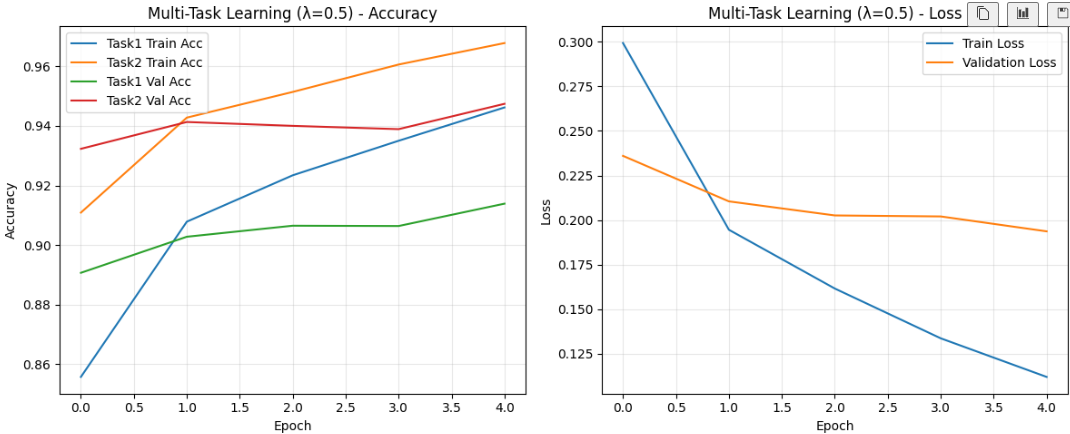 Multi-Task Learning (λ=0.5) - Accuracy
Task1 Train Acc
Task2 Train Acc
Task1 Val Acc
Task2 Val Acc
0.96
0.94
0.92
0.90
0.88
0.86
Accuracy
0.0 0.5 1.0 1.5 2.0 2.5 3.0 3.5 4.0
Epoch
Multi-Task Learning (λ=0.5) - Loss
Train Loss
Validation Loss
0.300
0.275
0.250
0.225
0.200
0.175
0.150
0.125
Loss
0.0 0.5 1.0 1.5 2.0 2.5 3.0 3.5 4.0
Epoch